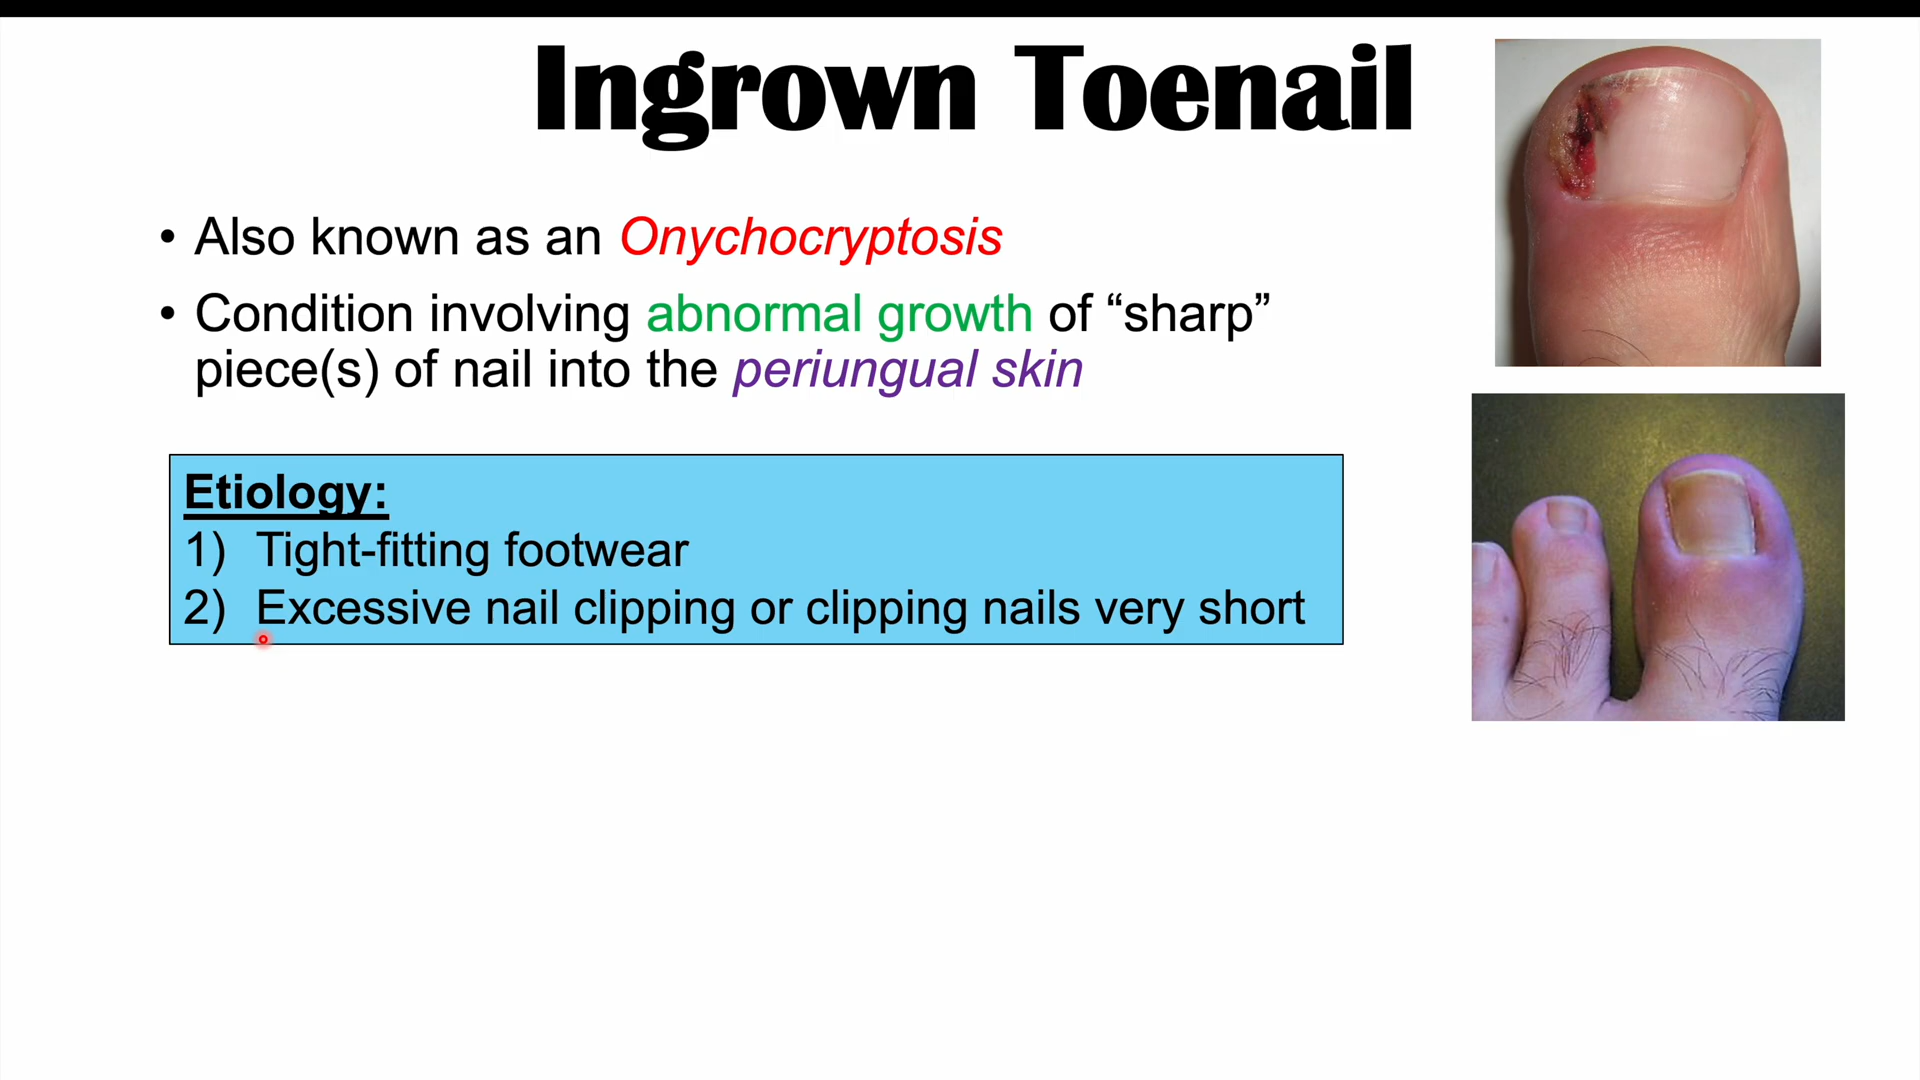 Ingrown Toenail
• Also known as an Onychocryptosis
• Condition involving abnormal growth of “sharp”
piece(s) of nail into the periungual skin
Etiology:
1) Tight-fitting footwear
2) Excessive nail clipping or clipping nails very short